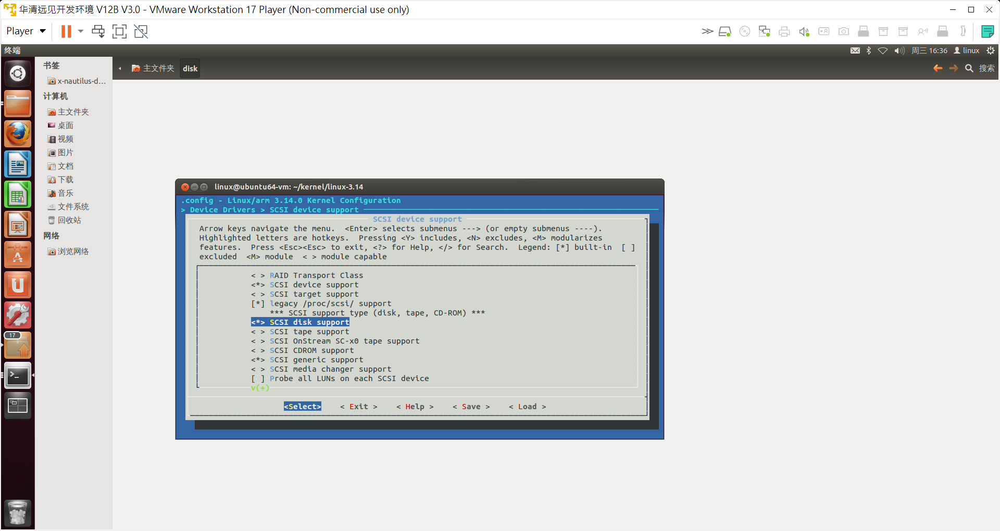 华清远见开发环境 V12B V3.0 - VMware Workstation 17 Player (Non-commercial use only)
Player
终端
周三 16:36
linux
书签
x-nautilus-d...
计算机
主文件夹
桌面
视频
图片
文档
下载
音乐
文件系统
回收站
网络
浏览网络
主文件夹
disk
搜索
17
linux@ubuntu64-vm: ~/kernel/linux-3.14
.config - Linux/arm 3.14.0 Kernel Configuration
> Device Drivers > SCSI device support
SCSI device support
Arrow keys navigate the menu.  <Enter> selects submenus ---> (or empty submenus ----).
Highlighted letters are hotkeys.  Pressing <Y> includes, <N> excludes, <M> modularizes
features.  Press <Esc><Esc> to exit, <?> for Help, </> for Search.  Legend: [*] built-in  [ ]
excluded  <M> module  < > module capable
< > RAID Transport Class
<*> SCSI device support
< > SCSI target support
[*] legacy /proc/scsi/ support
*** SCSI support type (disk, tape, CD-ROM) ***
<*> SCSI disk support
< > SCSI tape support
< > SCSI OnStream SC-x0 tape support
< > SCSI CDROM support
<*> SCSI generic support
< > SCSI media changer support
[ ] Probe all LUNs on each SCSI device
v(+)
<Select>    < Exit >    < Help >    < Save >    < Load >